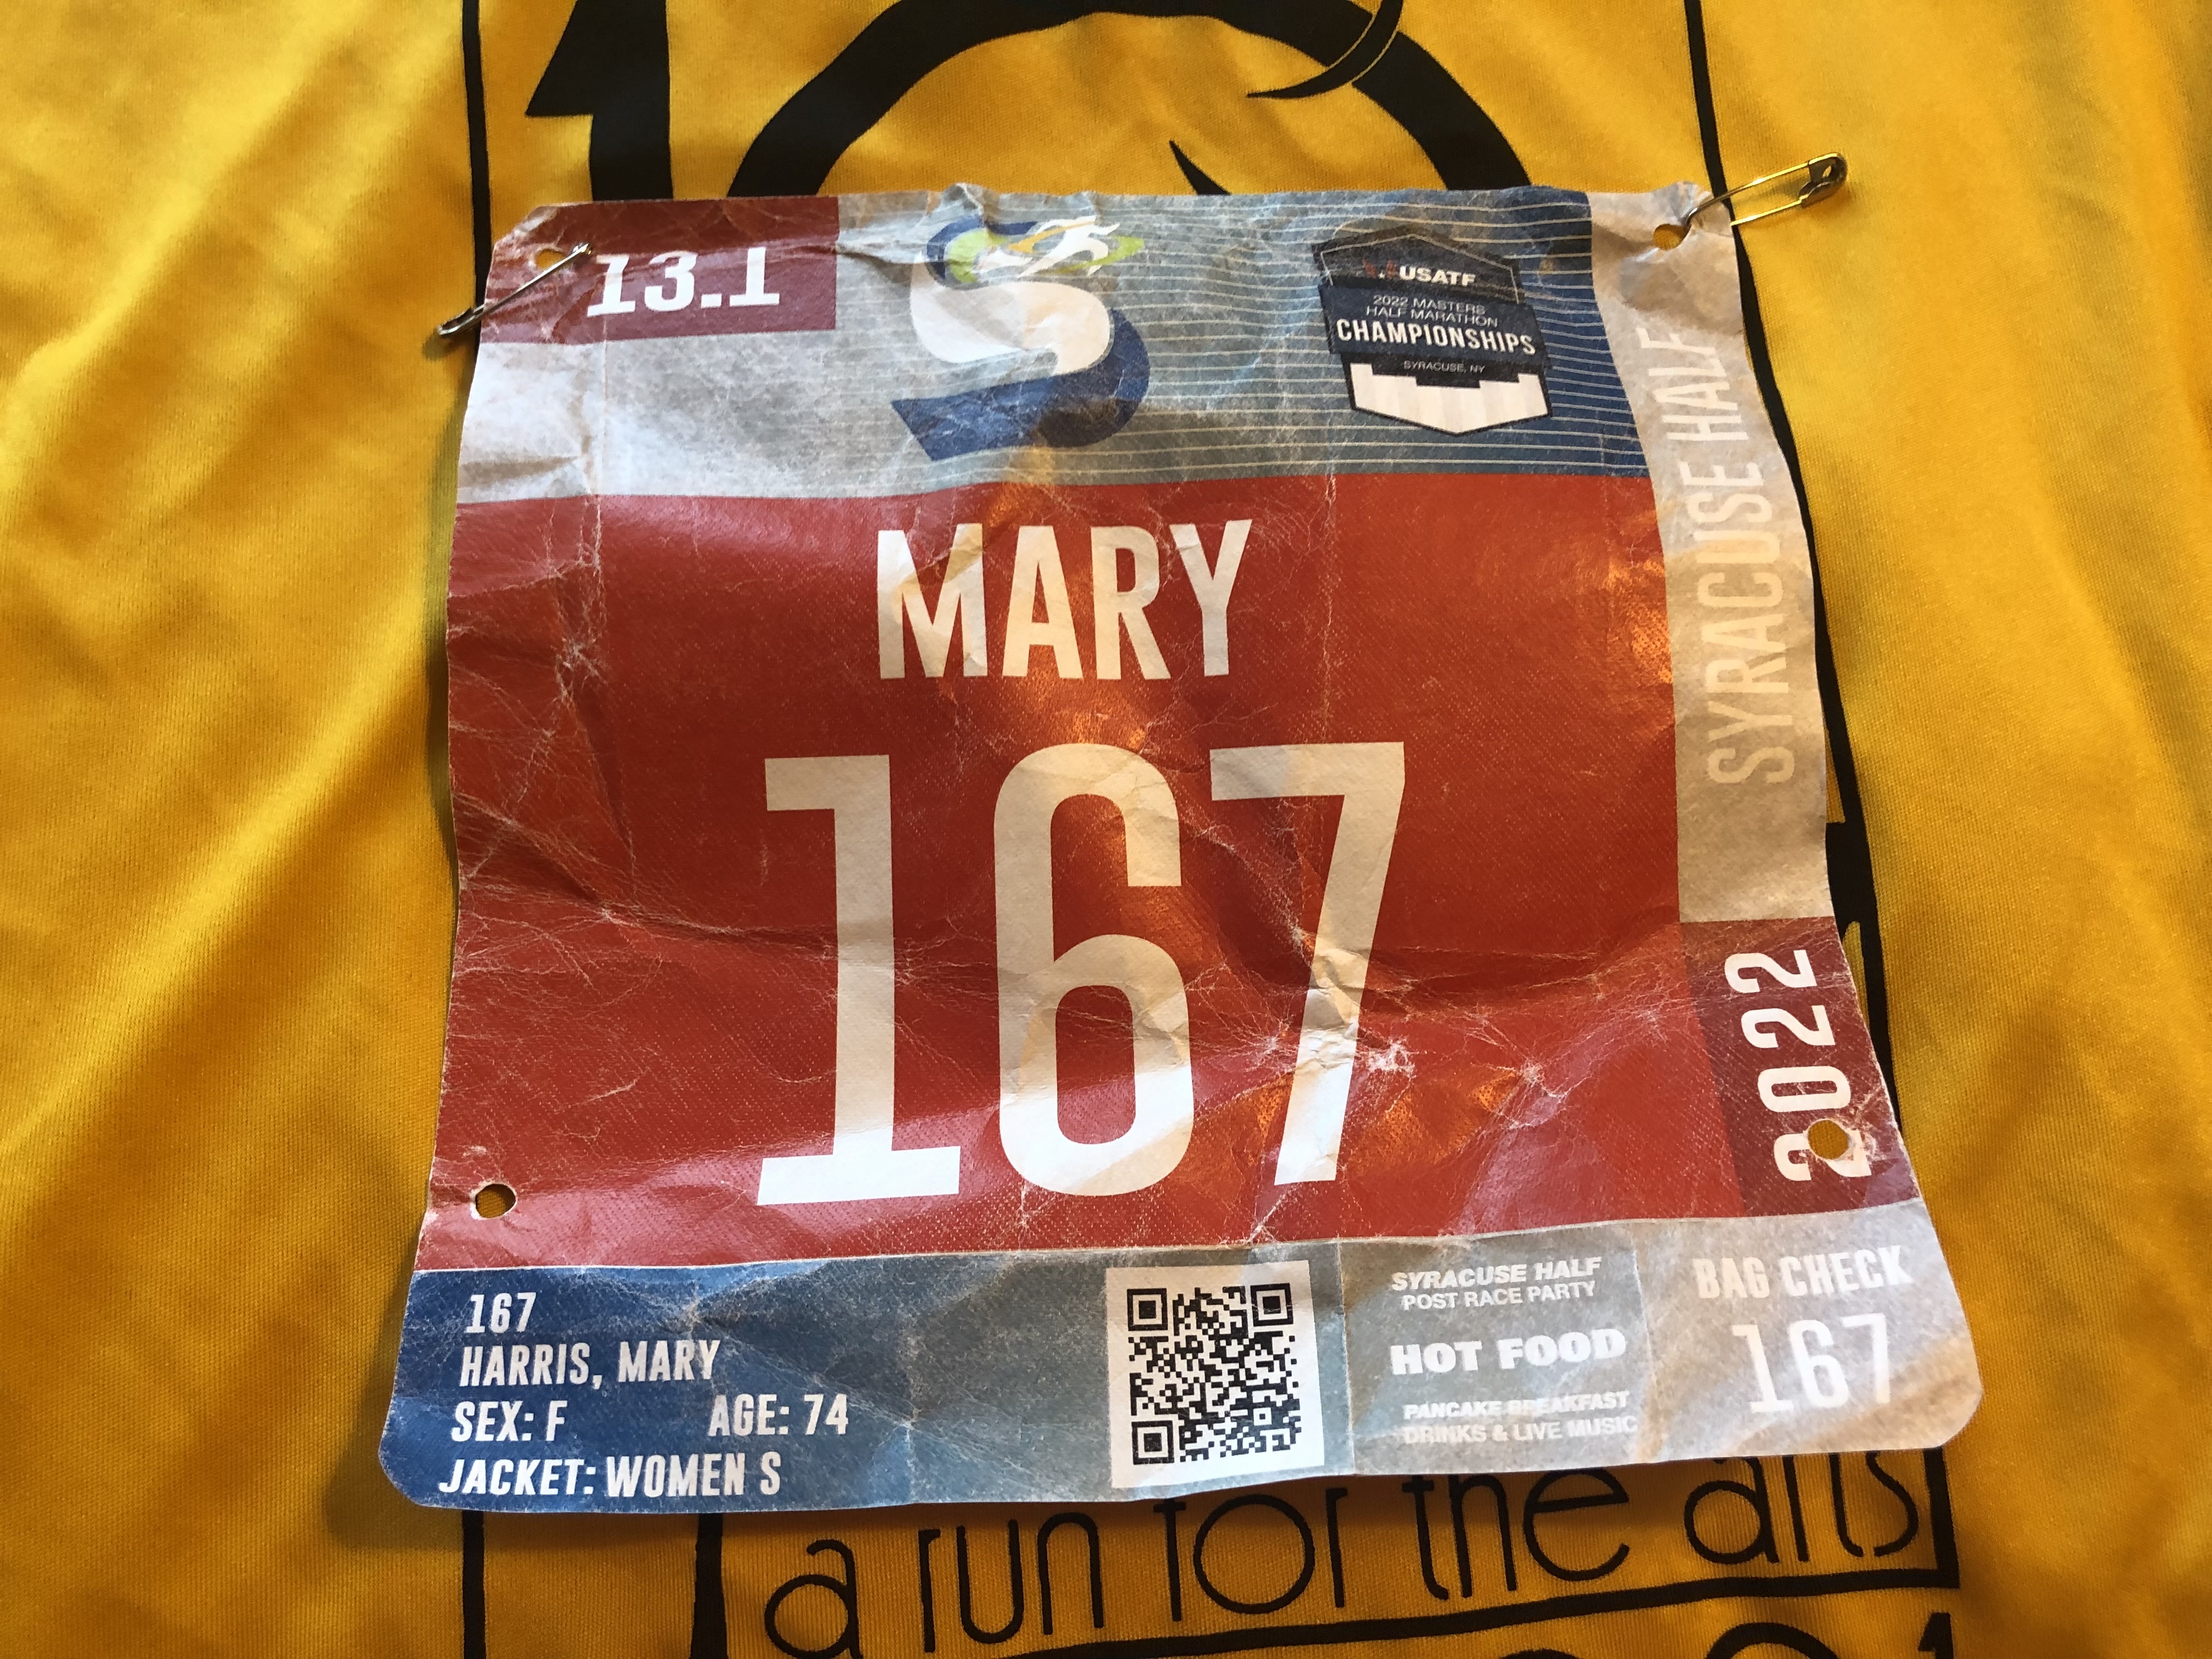 13.1
USATF
2022 MASTERS
HALF MARATHON
CHAMPIONSHIPS
SYRACUSE, NY
SYRACUSE HALF
2022
MARY
167
167
HARRIS, MARY
SEX: F AGE: 74
JACKET: WOMEN S
SYRACUSE HALF
POST RACE PARTY
HOT FOOD
PANCAKE BREAKFAST
DRINKS & LIVE MUSIC
BAG CHECK
167
a run for the arts